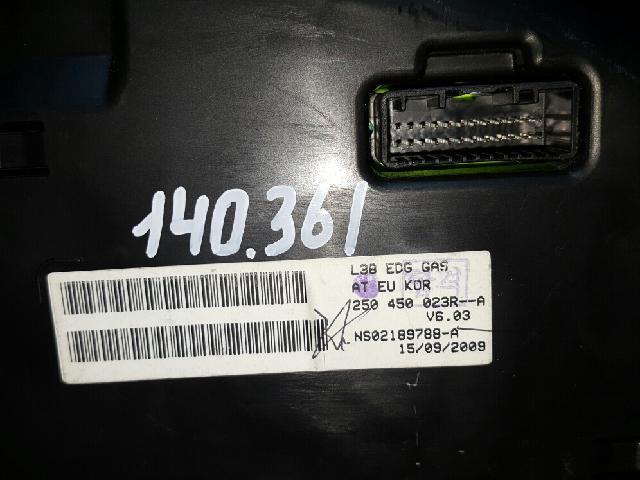 140.361
L38 EDG GAS
AT EU KOR
250 450 023R--A
V6.03
NS02189788-A
15/09/2009